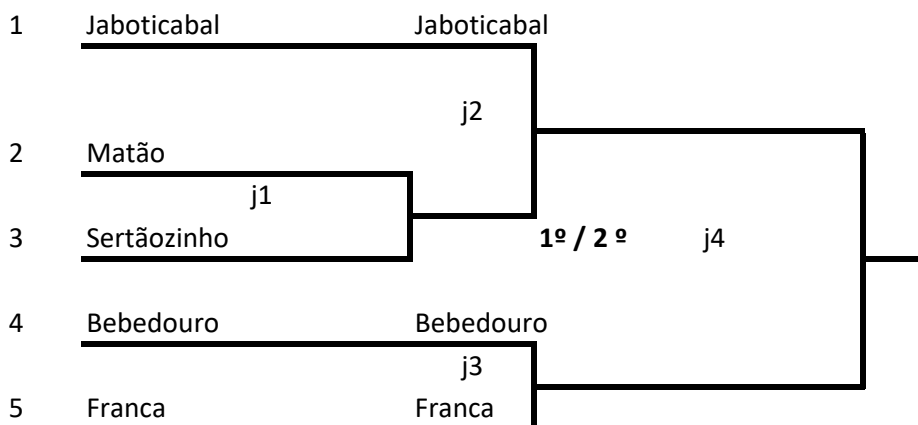 1 Jaboticabal Jaboticabal
j2
2 Matão
j1
3 Sertãozinho 1º / 2 º j4
4 Bebedouro Bebedouro
j3
5 Franca Franca